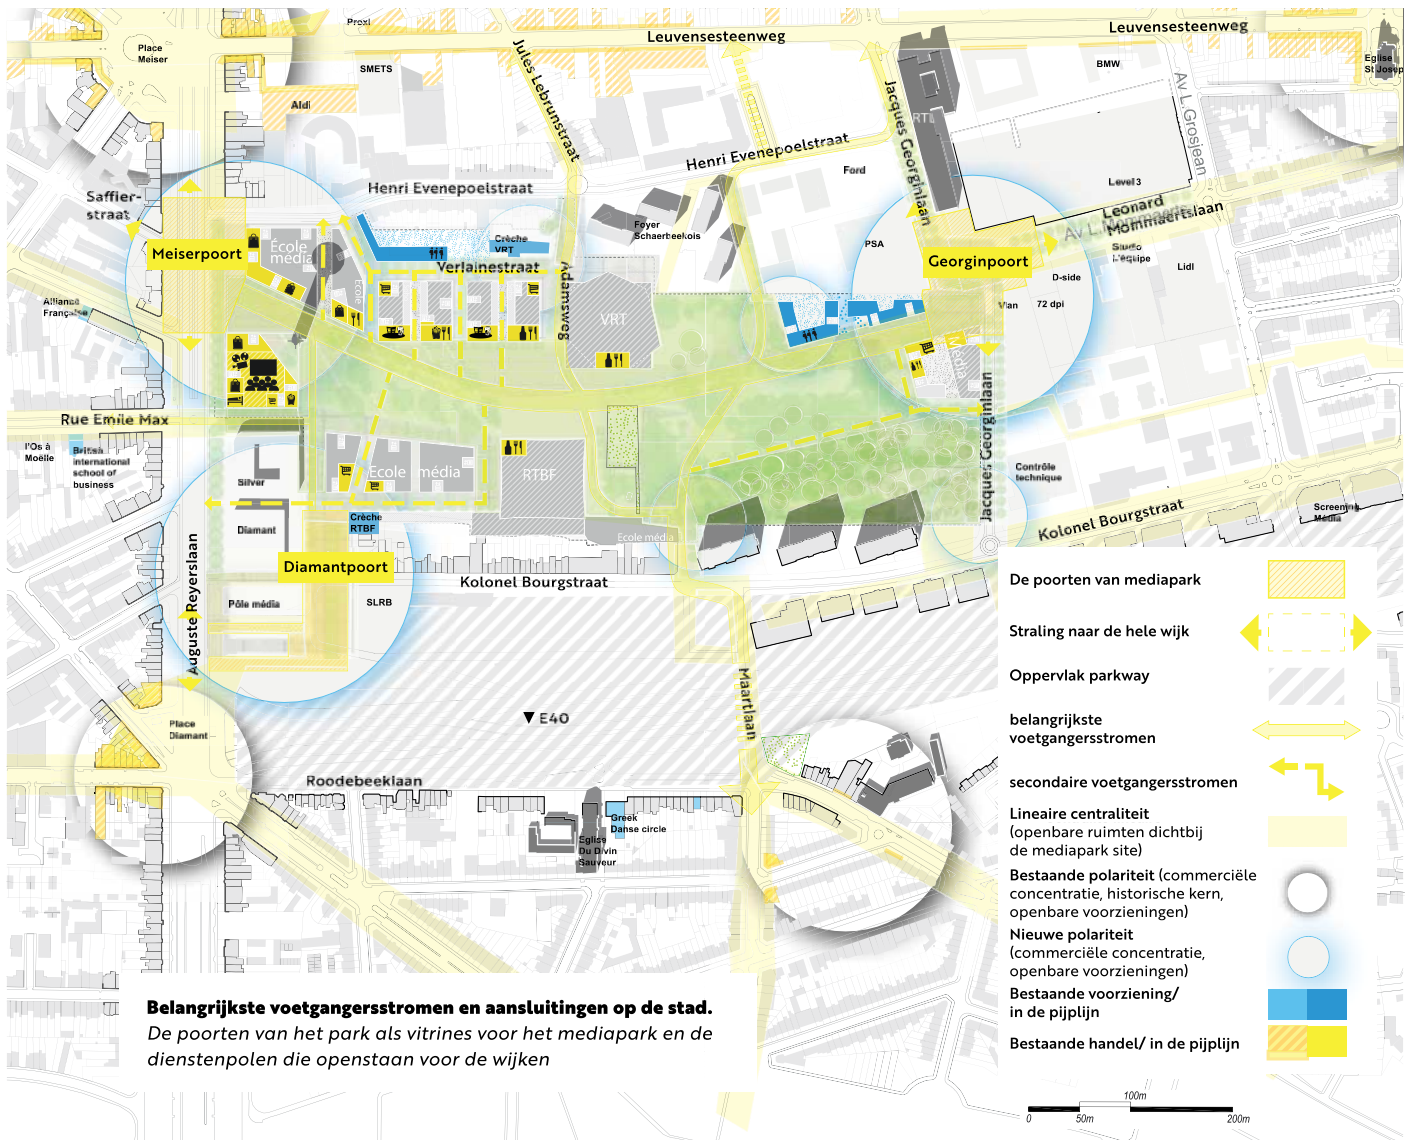 Proxi
Leuvensesteenweg
Leuvensesteenweg
Place
Meiser
SMETS
BMW
Eglise
St Josep
Aldi
Jules Lebrunstraat
Jacques Georginlaan
RTL
Av L.Grosjean
Henri Evenepoelstraat
Ford
Level 3
Henri Evenepoelstraat
Saffier-
straat
Leonard
Mommaertslaan
Av L.Mommaerts
Foyer
Schaerbeekois
PSA
Studio
L'équipe
Lidl
Meiserpoort
École
média
École
Crèche
VRT
Verlainestraat
Adamsweg
Georginpoort
D-side
72 dpi
Vlan
Alliance
Française
VRT
Média
Jacques Georginlaan
Rue Emile Max
l'Os à
Moëlle
British
international
school of
business
Silver
Ecole média
RTBF
Contrôle
technique
Diamant
Crèche
RTBF
Ecole média
Kolonel Bourgstraat
Screening
Média
Diamantpoort
Kolonel Bourgstraat
Auguste Reyerslaan
Pôle média
SLRB
Maartlaan
E40
Place
Diamant
Roodebeeklaan
Greek
Danse circle
Eglise
Du Divin
Sauveur
De poorten van mediapark
Straling naar de hele wijk
Oppervlak parkway
belangrijkste
voetgangersstromen
secondaire voetgangersstromen
Lineaire centraliteit
(openbare ruimten dichtbij
de mediapark site)
Bestaande polariteit (commerciële
concentratie, historische kern,
openbare voorzieningen)
Nieuwe polariteit
(commerciële concentratie,
openbare voorzieningen)
Bestaande voorziening/
in de pijplijn
Bestaande handel/ in de pijplijn
Belangrijkste voetgangersstromen en aansluitingen op de stad.
De poorten van het park als vitrines voor het mediapark en de
dienstenpolen die openstaan voor de wijken
100m
0 50m 200m